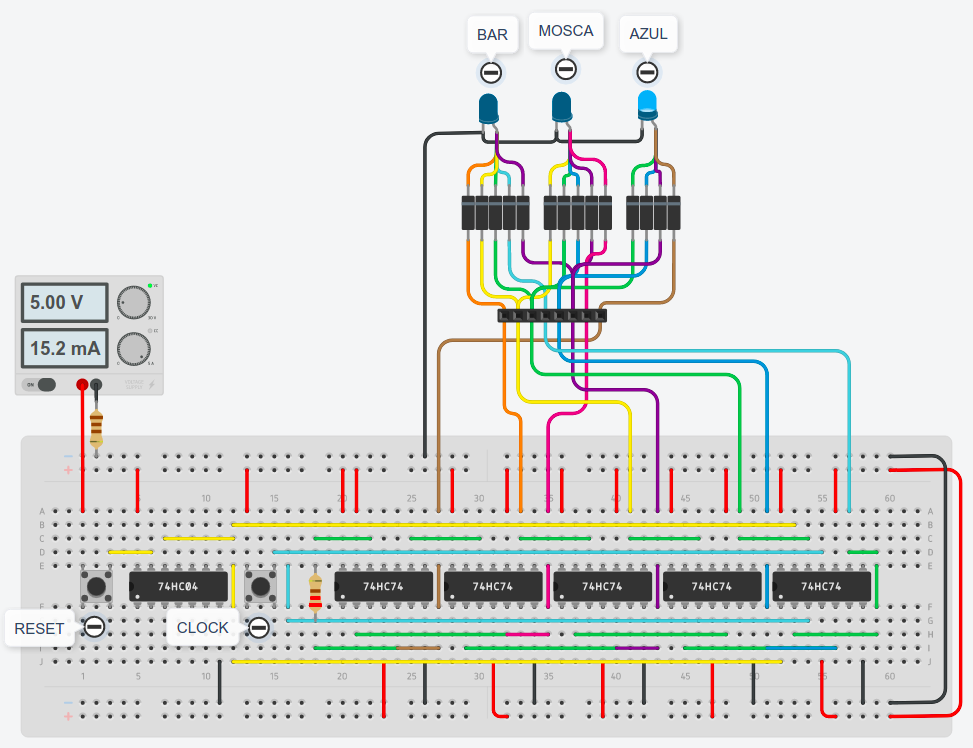 BAR MOSCA AZUL
5.00 V
15.2 mA
ON
5 10 15 20 25 30 35 40 45 50 55 60
A A
B B
C C
D D
E E
74HC04 74HC74 74HC74 74HC74 74HC74 74HC74
F F
RESET CLOCK
G G
H H
I I
J J
1 5 10 15 20 25 30 35 40 45 50 55 60